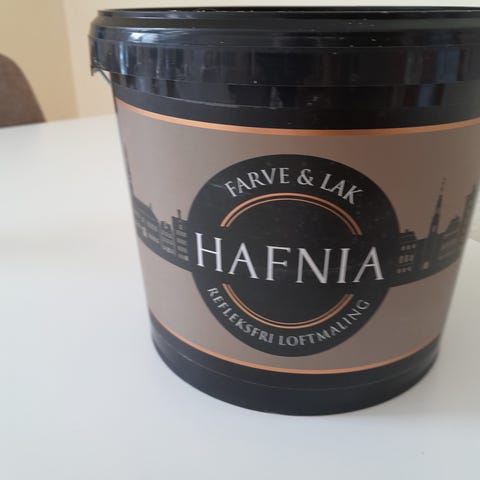 FARVE & LAK
HAFNIA
REFLEKSFRI LOFTMALING